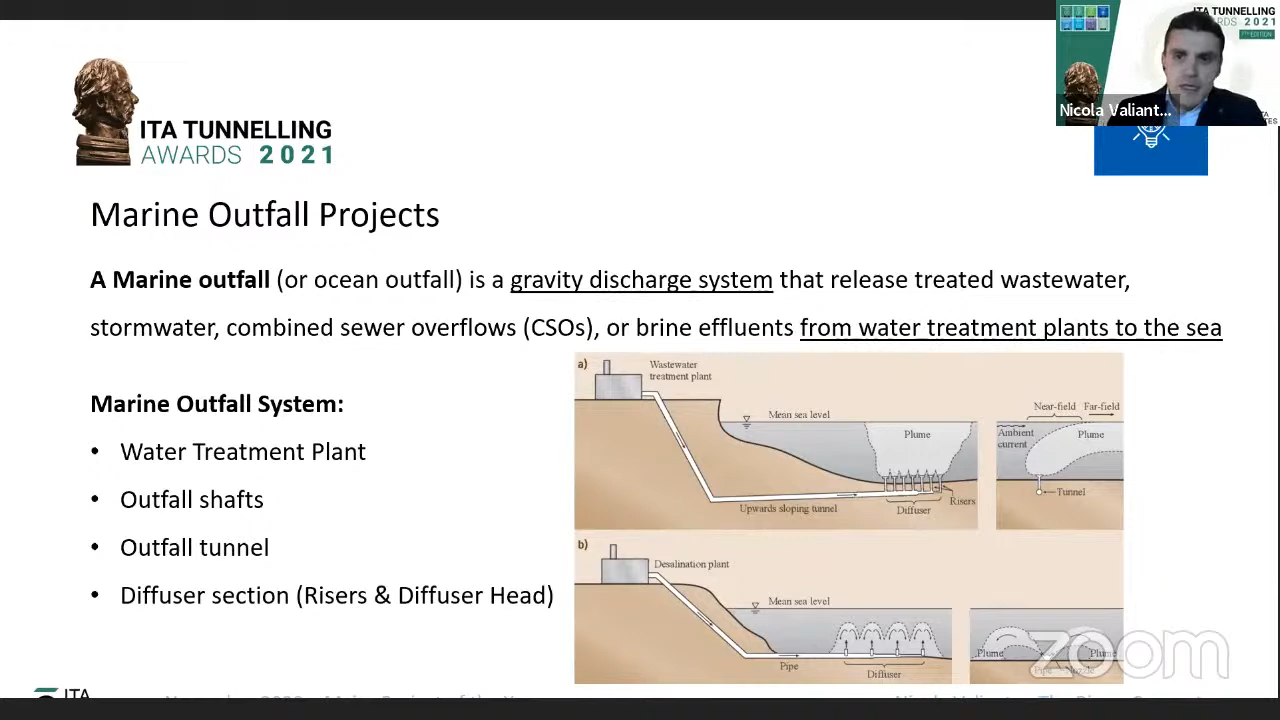 ITA TUNNELLING
AWARDS 2021
ITA TUNNELLING
RDS 2021
Nicola Valiant...
Marine Outfall Projects
A Marine outfall (or ocean outfall) is a gravity discharge system that release treated wastewater,
stormwater, combined sewer overflows (CSOs), or brine effluents from water treatment plants to the sea
Marine Outfall System:
• Water Treatment Plant
• Outfall shafts
• Outfall tunnel
• Diffuser section (Risers & Diffuser Head)
a)
Wastewater
treatment plant
Mean sea level
Plume
Upwards sloping tunnel
Diffuser
Risers
Near-field
Far-field
Ambient
current
Plume
Tunnel
b)
Desalination plant
Mean sea level
Pipe
Diffuser
Plume
Plume
Pipe
Nozzle
zoom
ITA